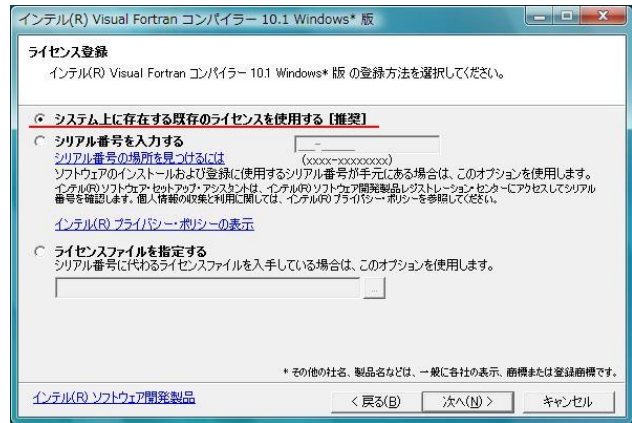 インテル(R) Visual Fortran コンパイラー 10.1 Windows* 版
ライセンス登録
インテル(R) Visual Fortran コンパイラー 10.1 Windows* 版 の登録方法を選択してください。
システム上に存在する既存のライセンスを使用する [推奨]
シリアル番号を入力する
シリアル番号の場所を見つけるには (xxxx-xxxxxxxx)
ソフトウェアのインストールおよび登録に使用するシリアル番号が手元にある場合は、このオプションを使用します。
インテル(R) ソフトウェア・セットアップ・アシスタントは、インテル(R) ソフトウェア開発製品レジストレーション センターにアクセスしてシリアル
番号を確認します。個人情報の収集と利用に関しては、インテル(R) プライバシー・ポリシーを参照してください。
インテル(R) プライバシー・ポリシーの表示
ライセンスファイルを指定する
シリアル番号に代わるライセンスファイルを入手している場合は、このオプションを使用します。
...
* その他の社名、製品名などは、一般に各社の表示、商標または登録商標です。
インテル(R) ソフトウェア開発製品
< 戻る(B) 次へ(N) > キャンセル